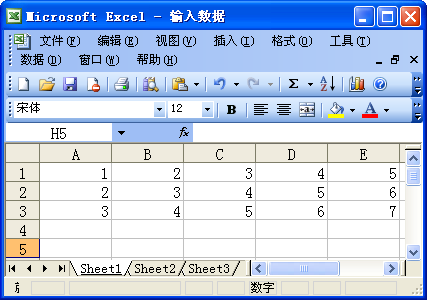 Microsoft Excel - 输入数据
文件(F) 编辑(E) 视图(V) 插入(I) 格式(O) 工具(T)
数据(D) 窗口(W) 帮助(H)
宋体 12 B A
H5 fx
A B C D E
1 1 2 3 4 5
2 2 3 4 5 6
3 3 4 5 6 7
4
5
Sheet1 Sheet2 Sheet3
数字